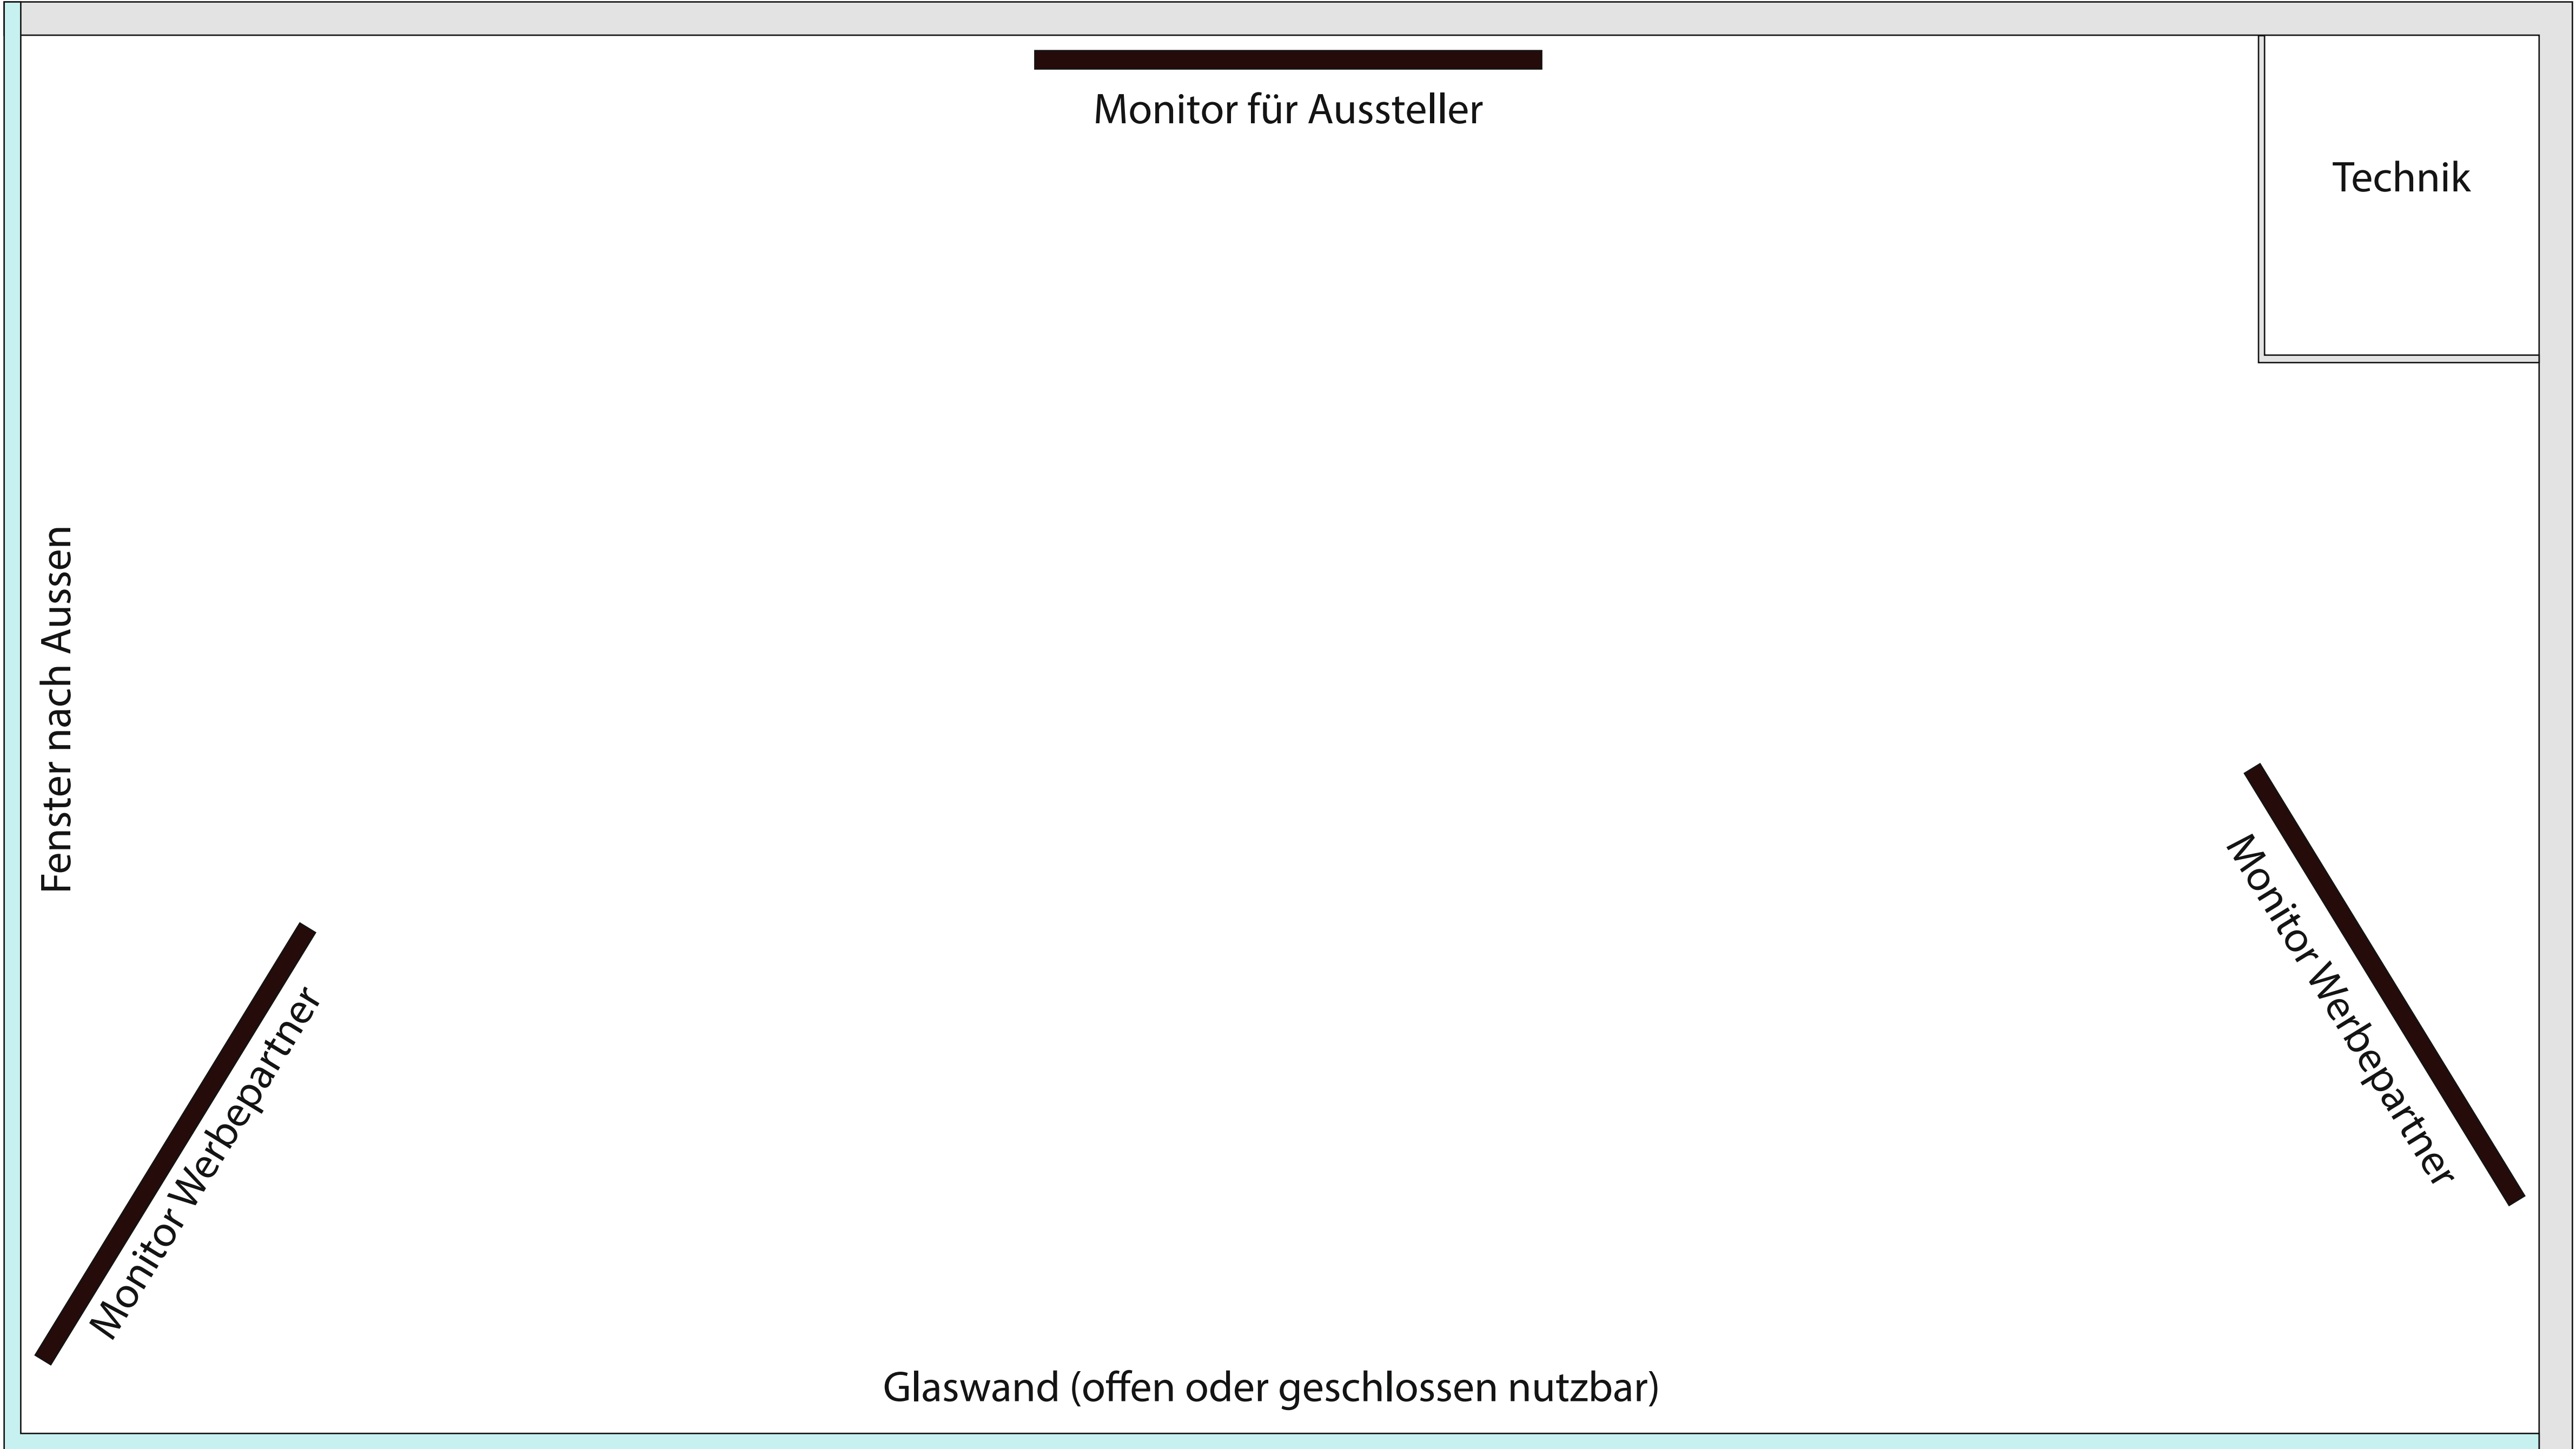 Monitor für Aussteller
Technik
Fenster nach Aussen
Monitor Werbepartner
Monitor Werbepartner
Glaswand (offen oder geschlossen nutzbar)